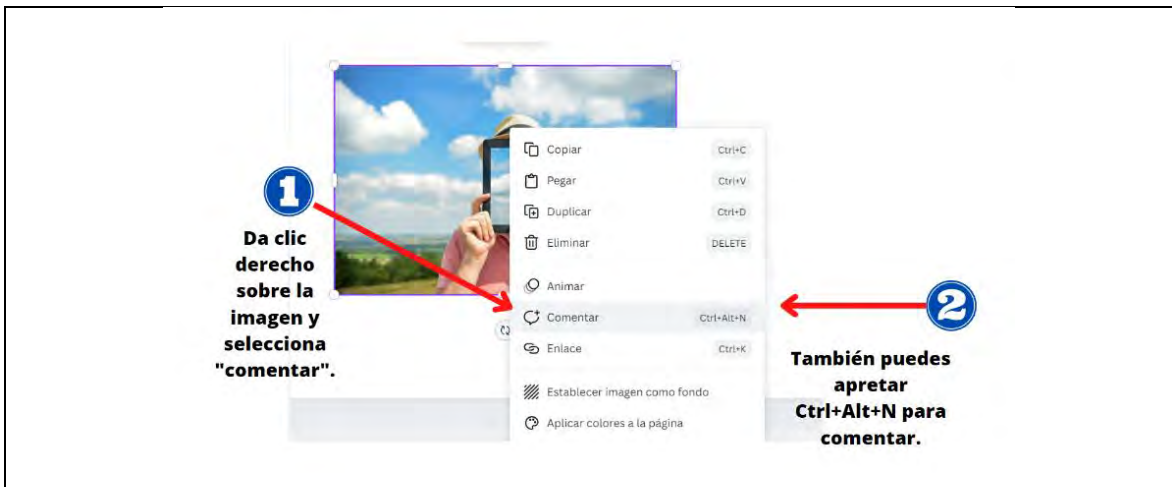 1
Da clic
derecho
sobre la
imagen y
selecciona
"comentar".
Copiar Ctrl+C
Pegar Ctrl+V
Duplicar Ctrl+D
Eliminar DELETE
Animar
Comentar Ctrl+Alt+N
Enlace Ctrl+K
Establecer imagen como fondo
Aplicar colores a la página
2
También puedes
apretar
Ctrl+Alt+N para
comentar.